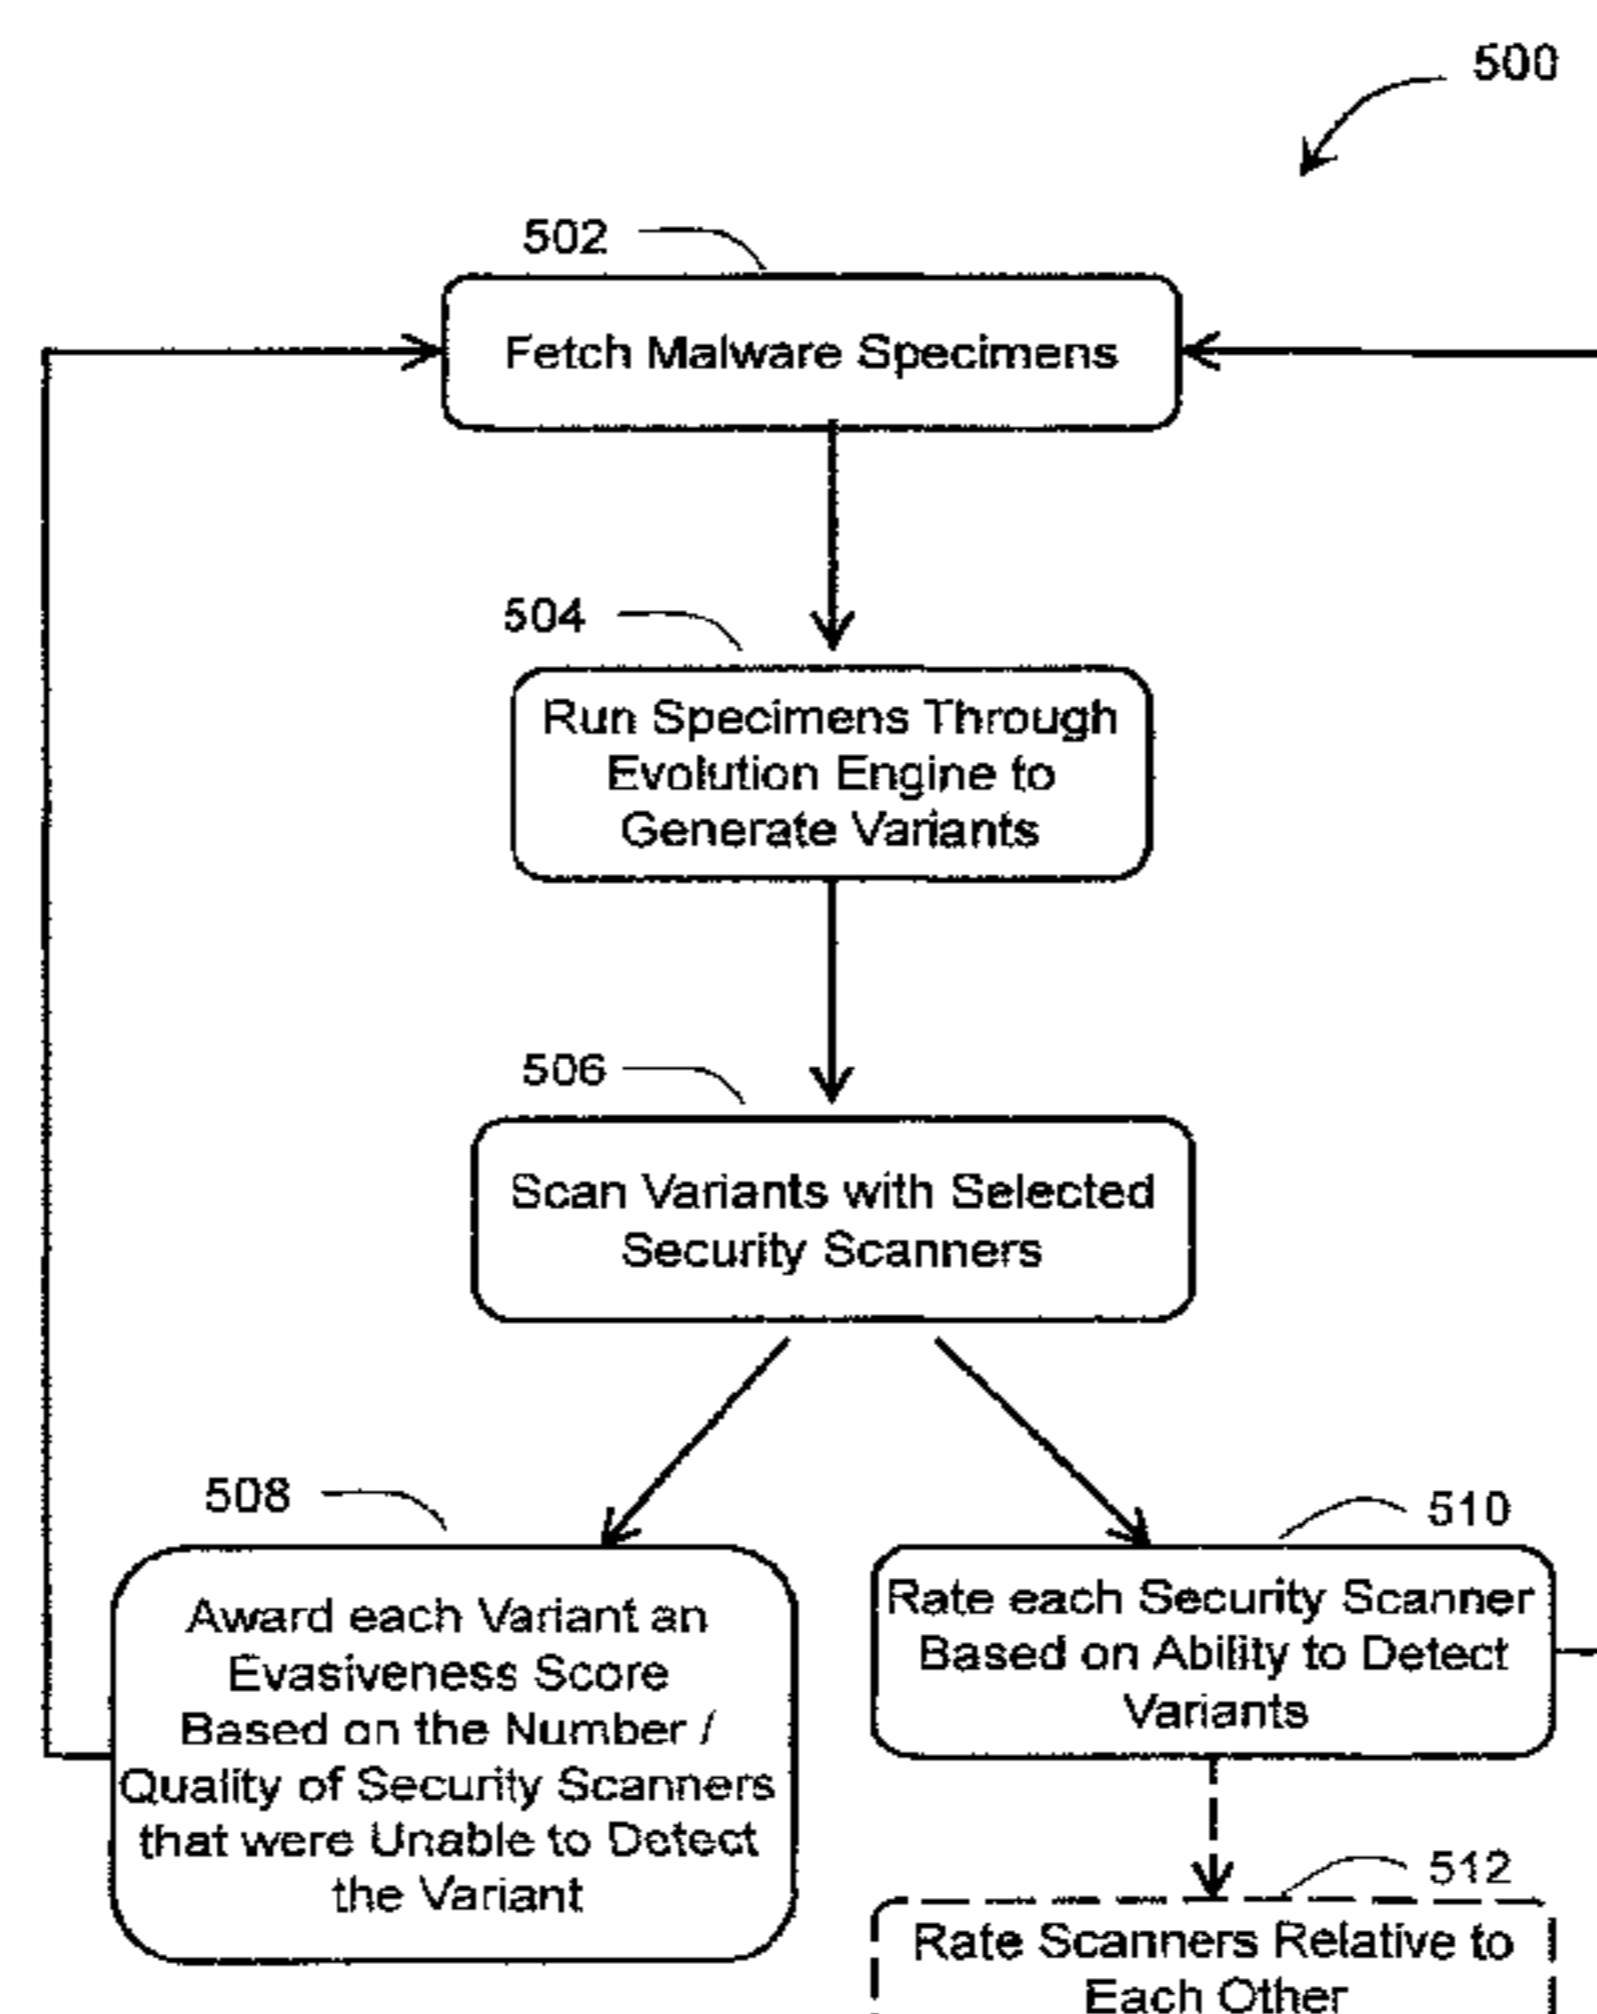 500
502
Fetch Malware Specimens
504
Run Specimens Through
Evolution Engine to
Generate Variants
506
Scan Variants with Selected
Security Scanners
508
Award each Variant an
Evasiveness Score
Based on the Number /
Quality of Security Scanners
that were Unable to Detect
the Variant
510
Rate each Security Scanner
Based on Ability to Detect
Variants
512
Rate Scanners Relative to
Each Other